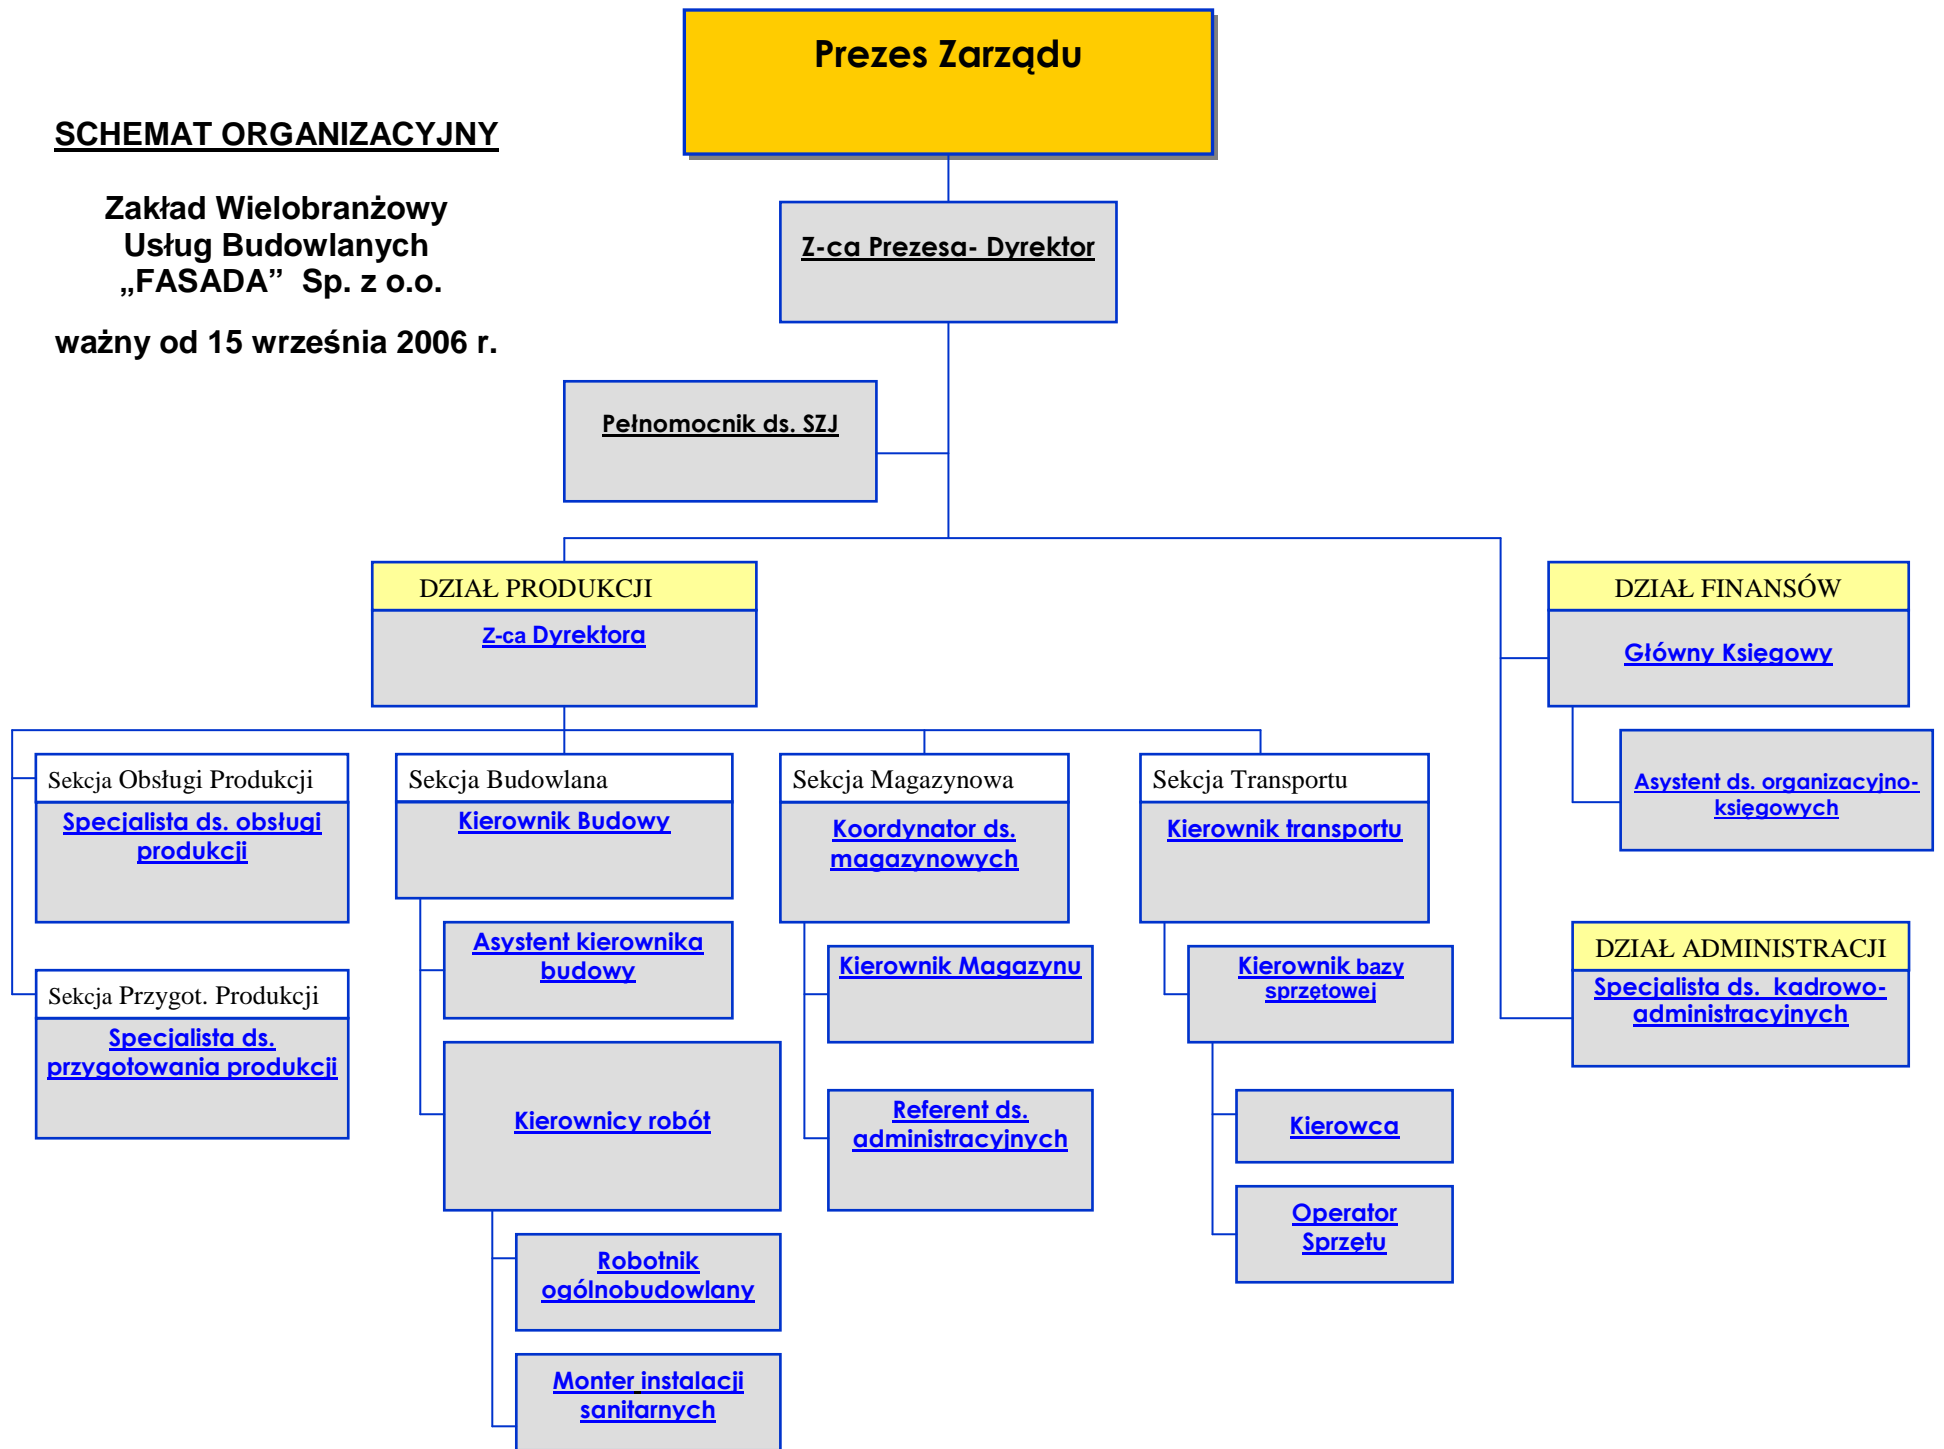 Prezes Zarządu
SCHEMAT ORGANIZACYJNY
Zakład Wielobranżowy
Usług Budowlanych
„FASADA” Sp. z o.o.
ważny od 15 września 2006 r.
Z-ca Prezesa- Dyrektor
Pełnomocnik ds. SZJ
DZIAŁ PRODUKCJI
Z-ca Dyrektora
DZIAŁ FINANSÓW
Główny Księgowy
Asystent ds. organizacyjno-
księgowych
Sekcja Obsługi Produkcji
Specjalista ds. obsługi
produkcji
Sekcja Przygot. Produkcji
Specjalista ds.
przygotowania produkcji
Sekcja Budowlana
Kierownik Budowy
Asystent kierownika
budowy
Kierownicy robót
Robotnik
ogólnobudowlany
Monter instalacji
sanitarnych
Sekcja Magazynowa
Koordynator ds.
magazynowych
Kierownik Magazynu
Referent ds.
administracyjnych
Sekcja Transportu
Kierownik transportu
Kierownik bazy
sprzętowej
Kierowca
Operator
Sprzętu
DZIAŁ ADMINISTRACJI
Specjalista ds. kadrowo-
administracyjnych